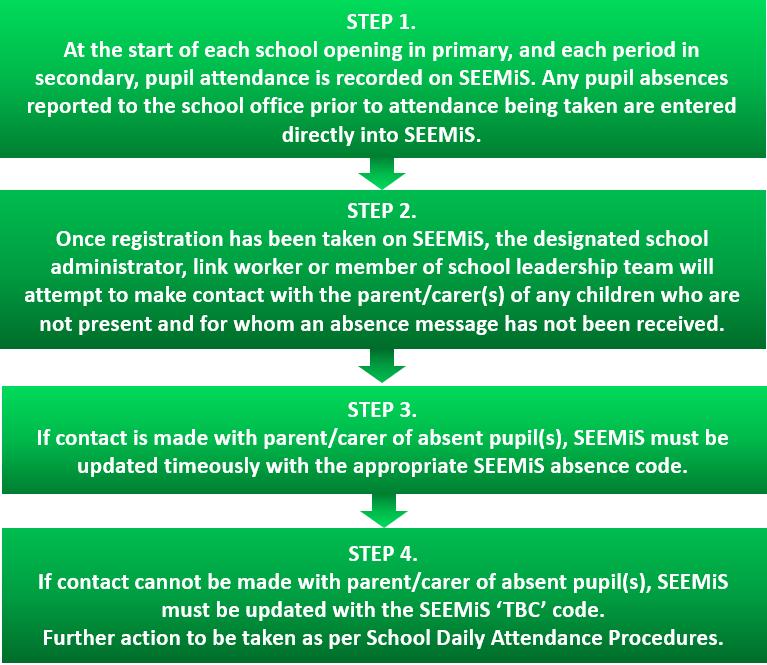 STEP 1.
At the start of each school opening in primary, and each period in
secondary, pupil attendance is recorded on SEEMiS. Any pupil absences
reported to the school office prior to attendance being taken are entered
directly into SEEMiS.
STEP 2.
Once registration has been taken on SEEMiS, the designated school
administrator, link worker or member of school leadership team will
attempt to make contact with the parent/carer(s) of any children who are
not present and for whom an absence message has not been received.
STEP 3.
If contact is made with parent/carer of absent pupil(s), SEEMiS must be
updated timeously with the appropriate SEEMiS absence code.
STEP 4.
If contact cannot be made with parent/carer of absent pupil(s), SEEMiS
must be updated with the SEEMiS ‘TBC’ code.
Further action to be taken as per School Daily Attendance Procedures.